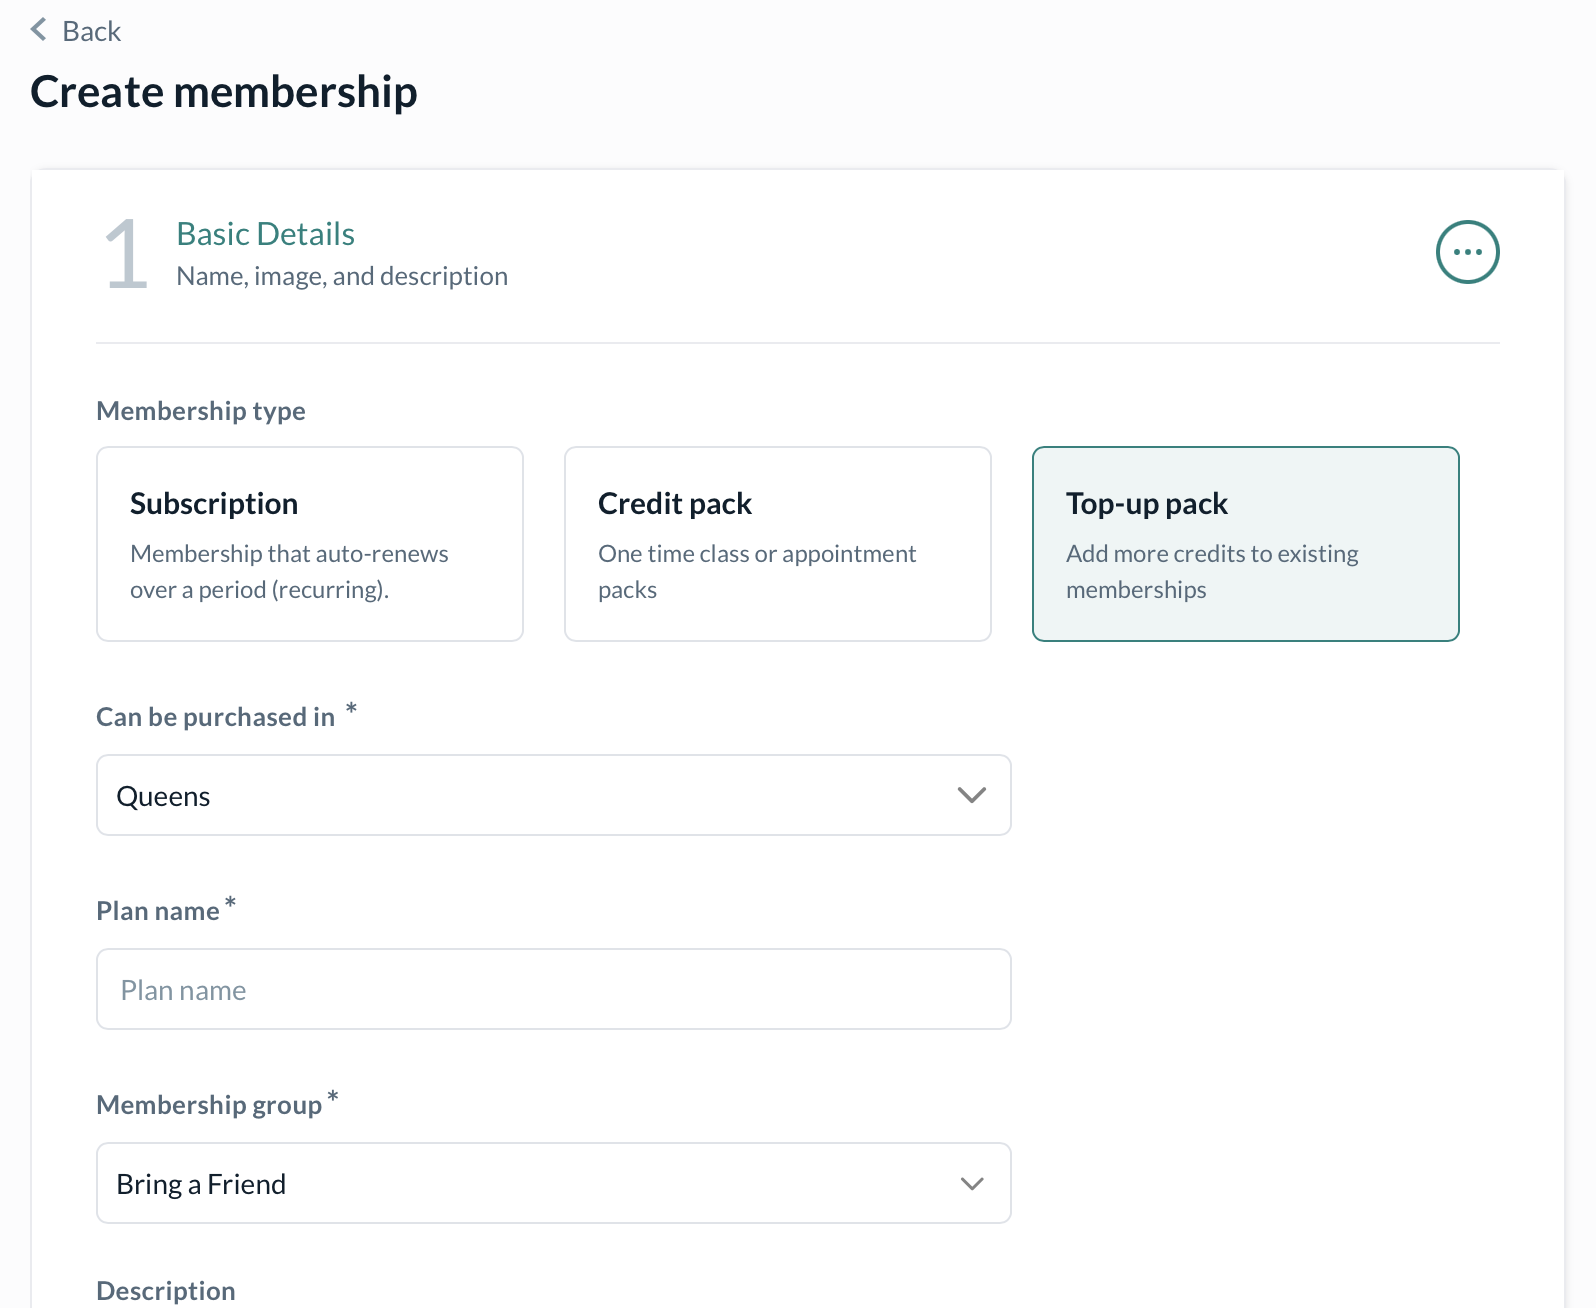 Back
Create membership
1
Basic Details
Name, image, and description
Membership type
Subscription
Membership that auto-renews
over a period (recurring).
Credit pack
One time class or appointment
packs
Top-up pack
Add more credits to existing
memberships
Can be purchased in *
Queens
Plan name *
Plan name
Membership group *
Bring a Friend
Description